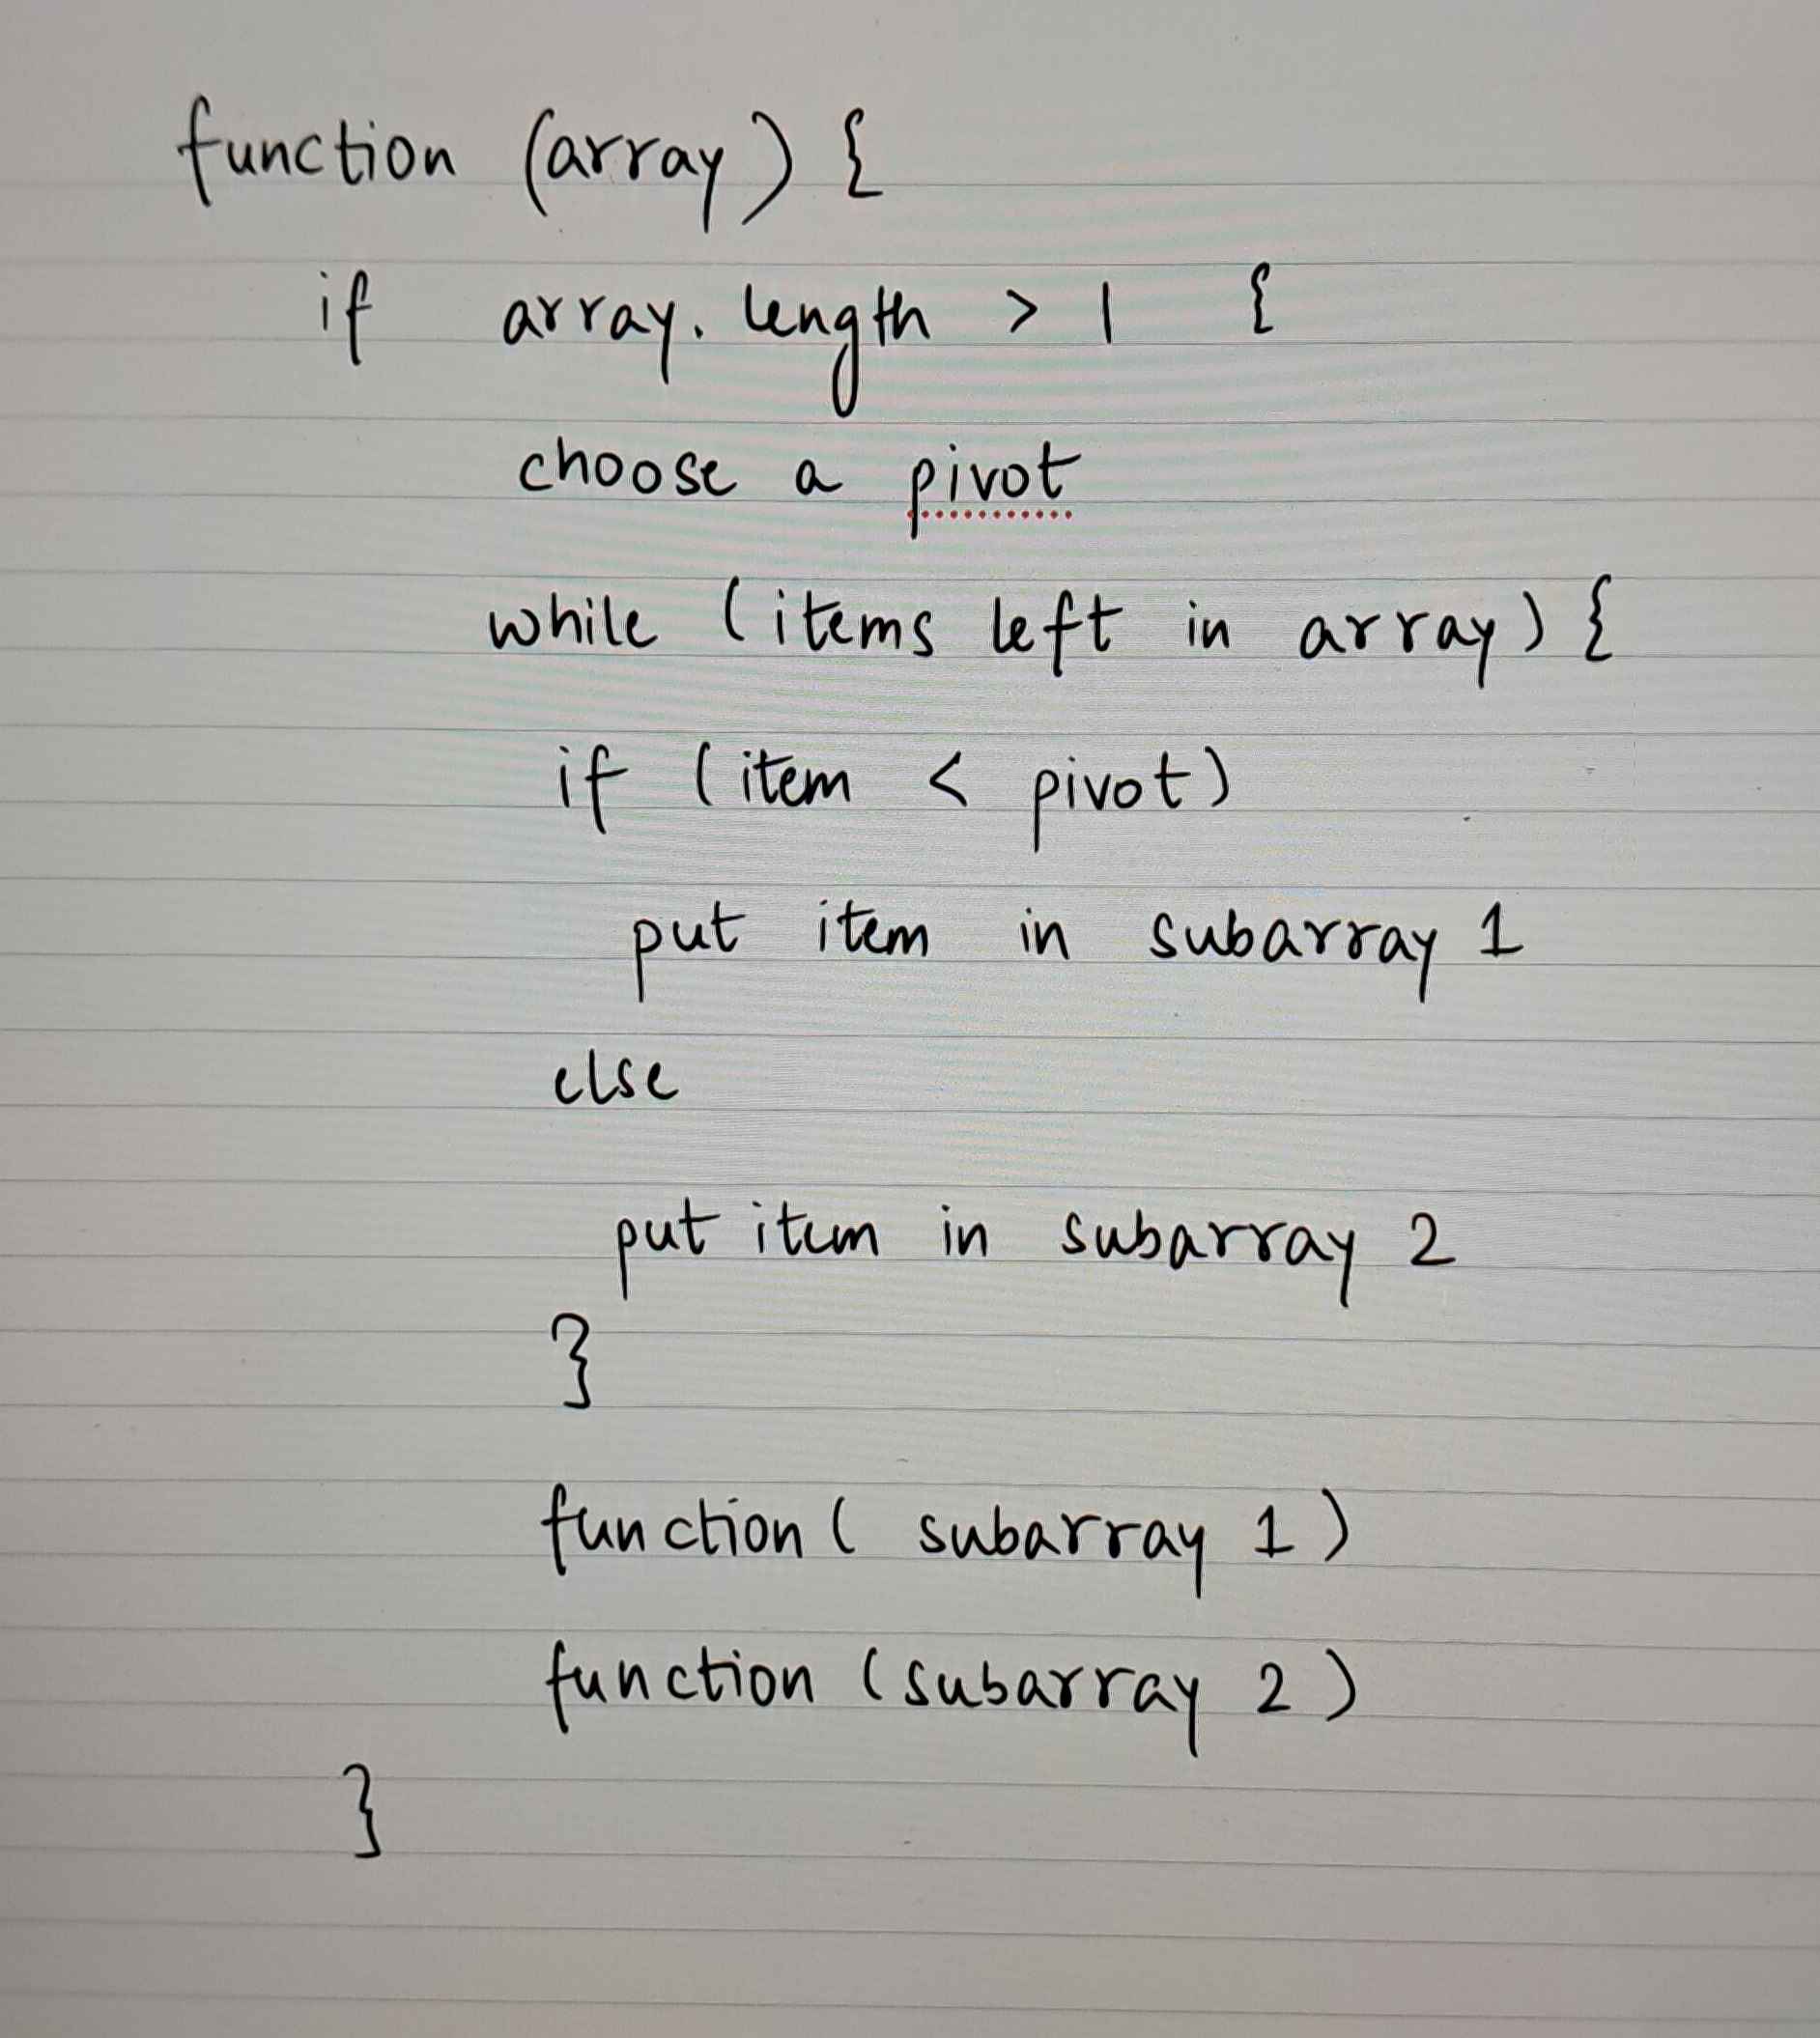 function (array) {
if array. length > 1 {
choose a pivot
while (items left in array) {
if (item < pivot)
put item in subarray 1
else
put item in subarray 2
}
function ( subarray 1 )
function (subarray 2 )
}